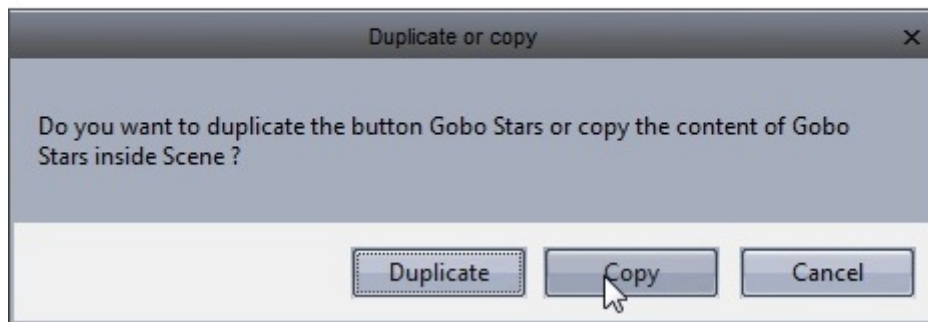 Duplicate or copy
Do you want to duplicate the button Gobo Stars or copy the content of Gobo
Stars inside Scene ?
Duplicate
Copy
Cancel